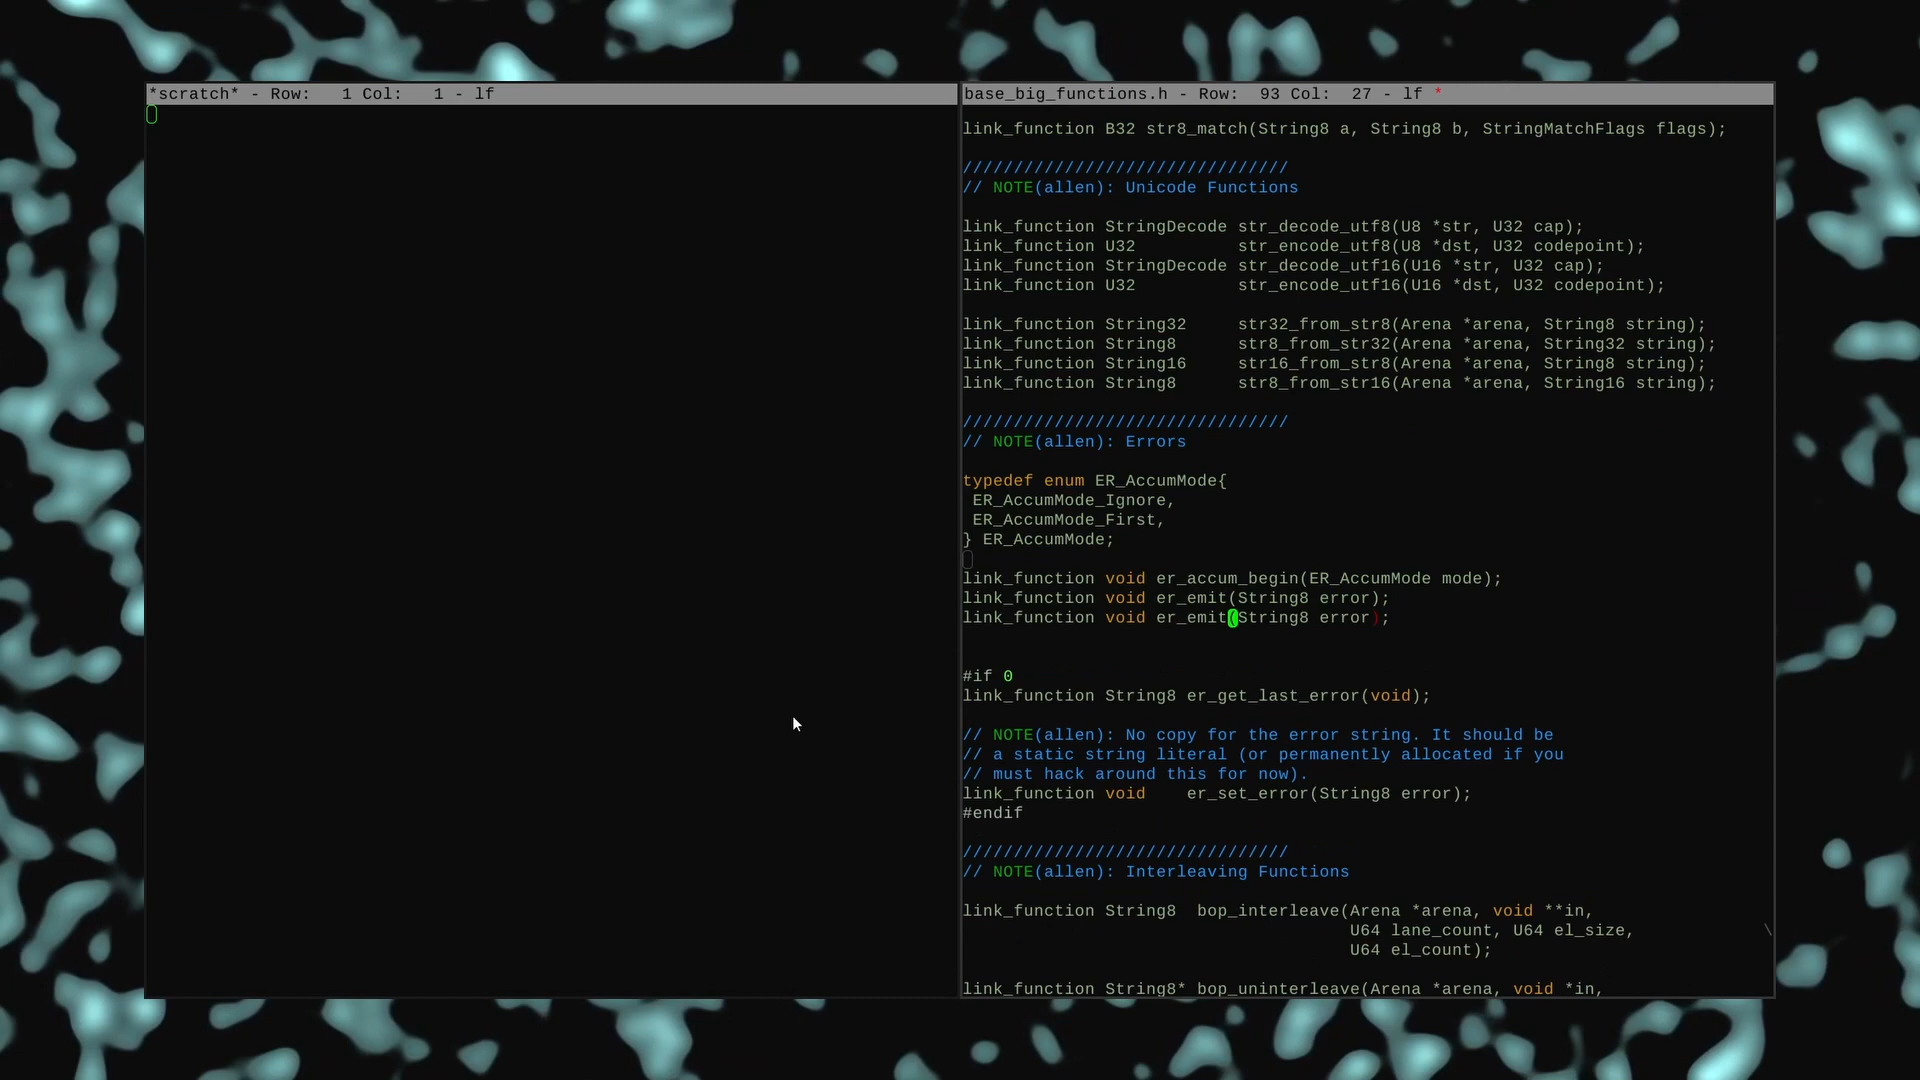 *scratch* - Row:   1 Col:   1 - lf
base_big_functions.h - Row:  93 Col:  27 - lf *
link_function B32 str8_match(String8 a, String8 b, StringMatchFlags flags);
////////////////////////////////
// NOTE(allen): Unicode Functions
link_function StringDecode str_decode_utf8(U8 *str, U32 cap);
link_function U32          str_encode_utf8(U8 *dst, U32 codepoint);
link_function StringDecode str_decode_utf16(U16 *str, U32 cap);
link_function U32          str_encode_utf16(U16 *dst, U32 codepoint);
link_function String32     str32_from_str8(Arena *arena, String8 string);
link_function String8      str8_from_str32(Arena *arena, String32 string);
link_function String16     str16_from_str8(Arena *arena, String8 string);
link_function String8      str8_from_str16(Arena *arena, String16 string);
////////////////////////////////
// NOTE(allen): Errors
typedef enum ER_AccumMode{
 ER_AccumMode_Ignore,
 ER_AccumMode_First,
} ER_AccumMode;
link_function void er_accum_begin(ER_AccumMode mode);
link_function void er_emit(String8 error);
link_function void er_emit(String8 error);
#if 0
link_function String8 er_get_last_error(void);
// NOTE(allen): No copy for the error string. It should be
// a static string literal (or permanently allocated if you
// must hack around this for now).
link_function void    er_set_error(String8 error);
#endif
////////////////////////////////
// NOTE(allen): Interleaving Functions
link_function String8  bop_interleave(Arena *arena, void **in,
                                      U64 lane_count, U64 el_size, \
                                      U64 el_count);
link_function String8* bop_uninterleave(Arena *arena, void *in,